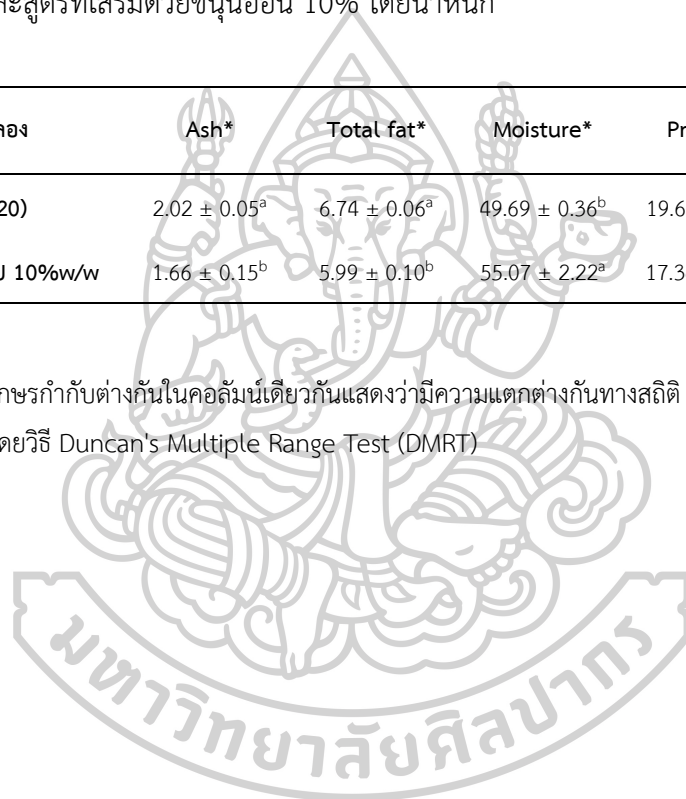 ละสูตรที่เสริมด้วยขนุนอ่อน 10% โดยน้ำหนัก
ลอง Ash* Total fat* Moisture* Pr
20) 2.02 ± 0.05ᵃ 6.74 ± 0.06ᵃ 49.69 ± 0.36ᵇ 19.6
ป 10%w/w 1.66 ± 0.15ᵇ 5.99 ± 0.10ᵇ 55.07 ± 2.22ᵃ 17.3
กษรกำกับต่างกันในคอลัมน์เดียวกันแสดงว่ามีความแตกต่างกันทางสถิติ
ดยวิธี Duncan's Multiple Range Test (DMRT)
มหาวิทยาลัยศิลปากร